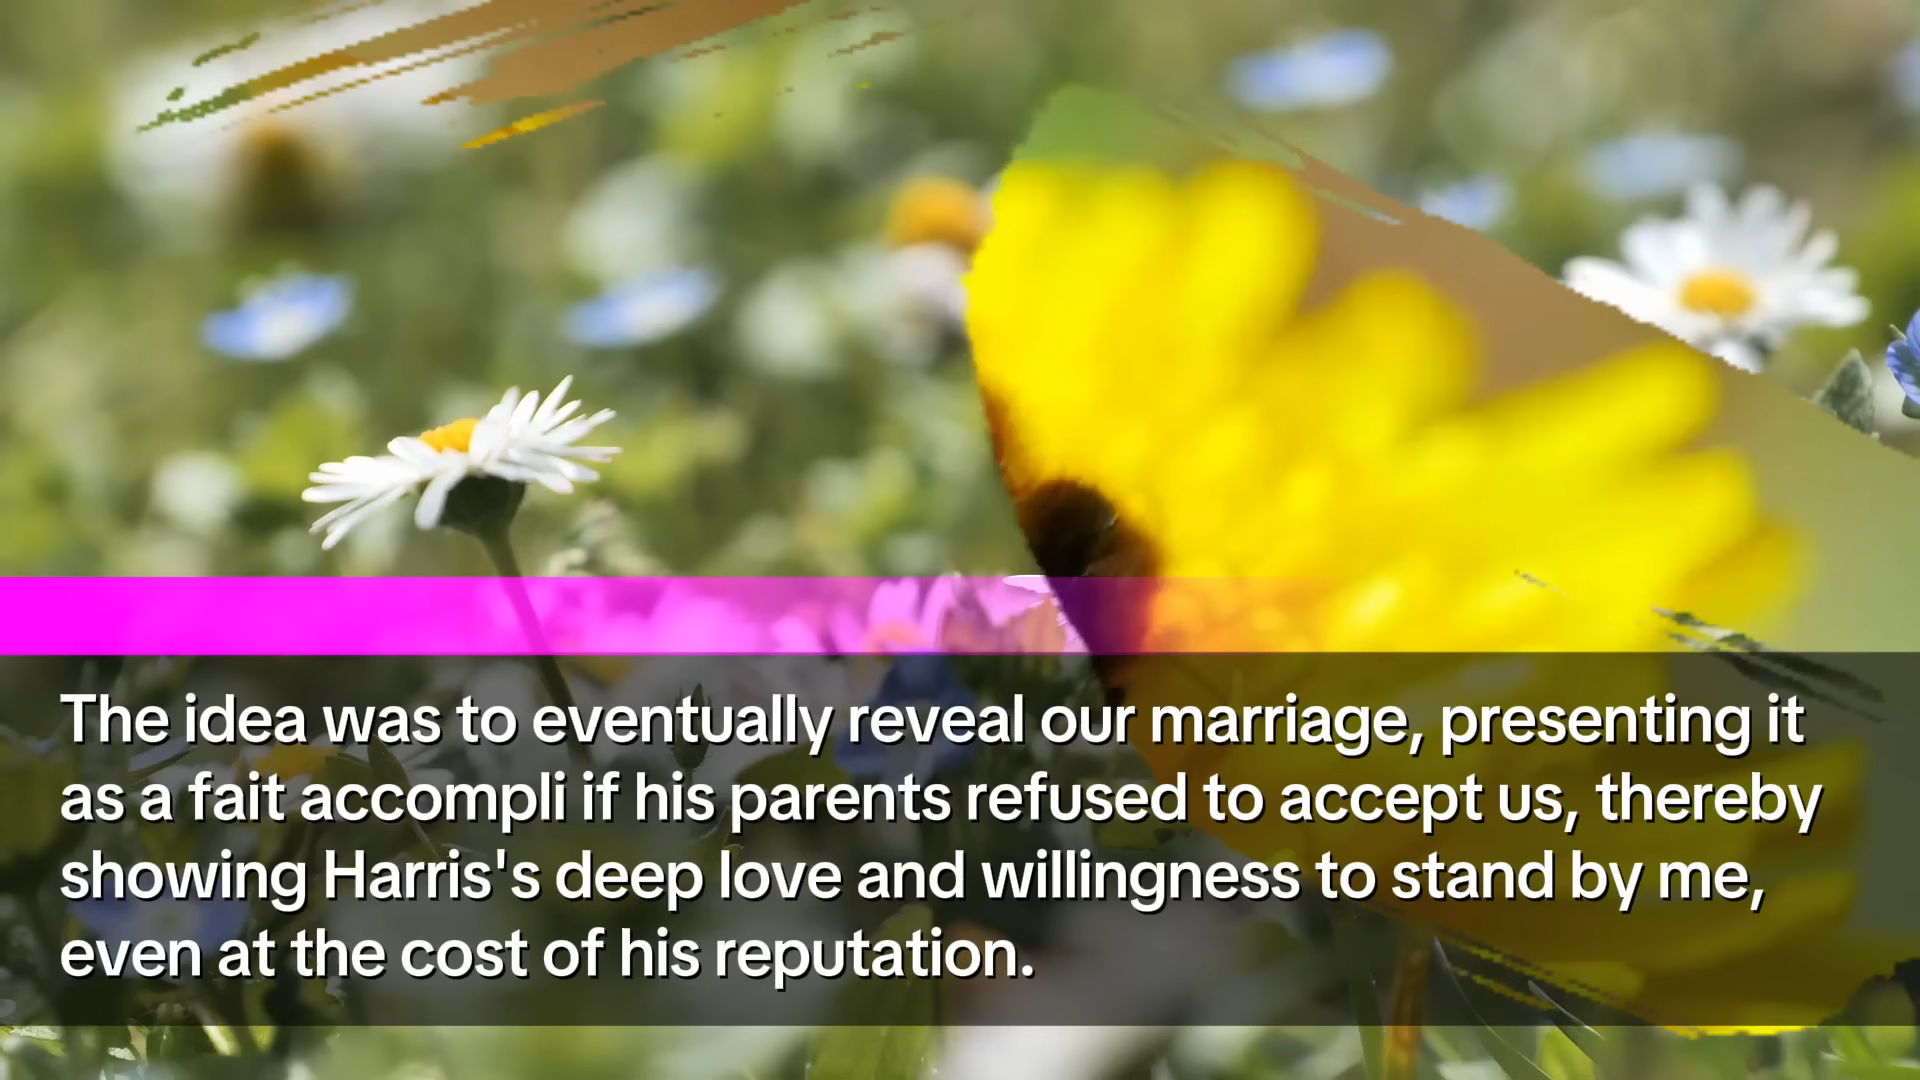 The idea was to eventually reveal our marriage, presenting it
as a fait accompli if his parents refused to accept us, thereby
showing Harris's deep love and willingness to stand by me,
even at the cost of his reputation.